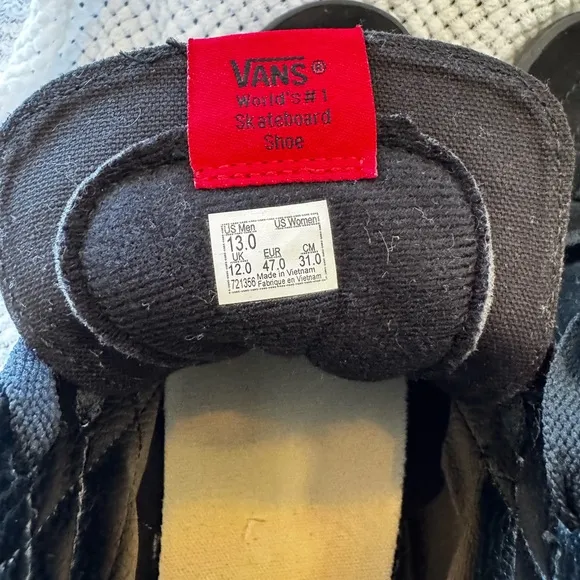 VANS®
World's #1
Skateboard
Shoe
US Men US Women
13.0
UK EUR CM
12.0 47.0 31.0
721356 Made in Vietnam
Fabrique en Vietnam